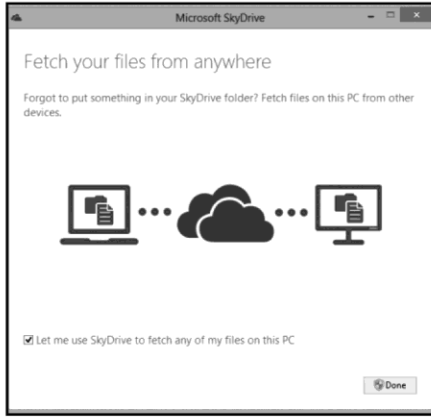 Microsoft SkyDrive
Fetch your files from anywhere
Forgot to put something in your SkyDrive folder? Fetch files on this PC from other
devices.
Let me use SkyDrive to fetch any of my files on this PC
Done